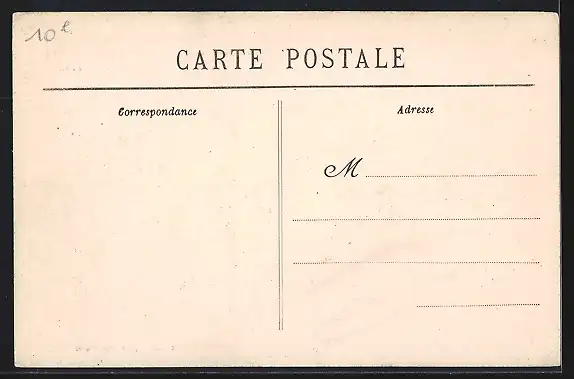 10€
CARTE POSTALE
Correspondance
Adresse
M